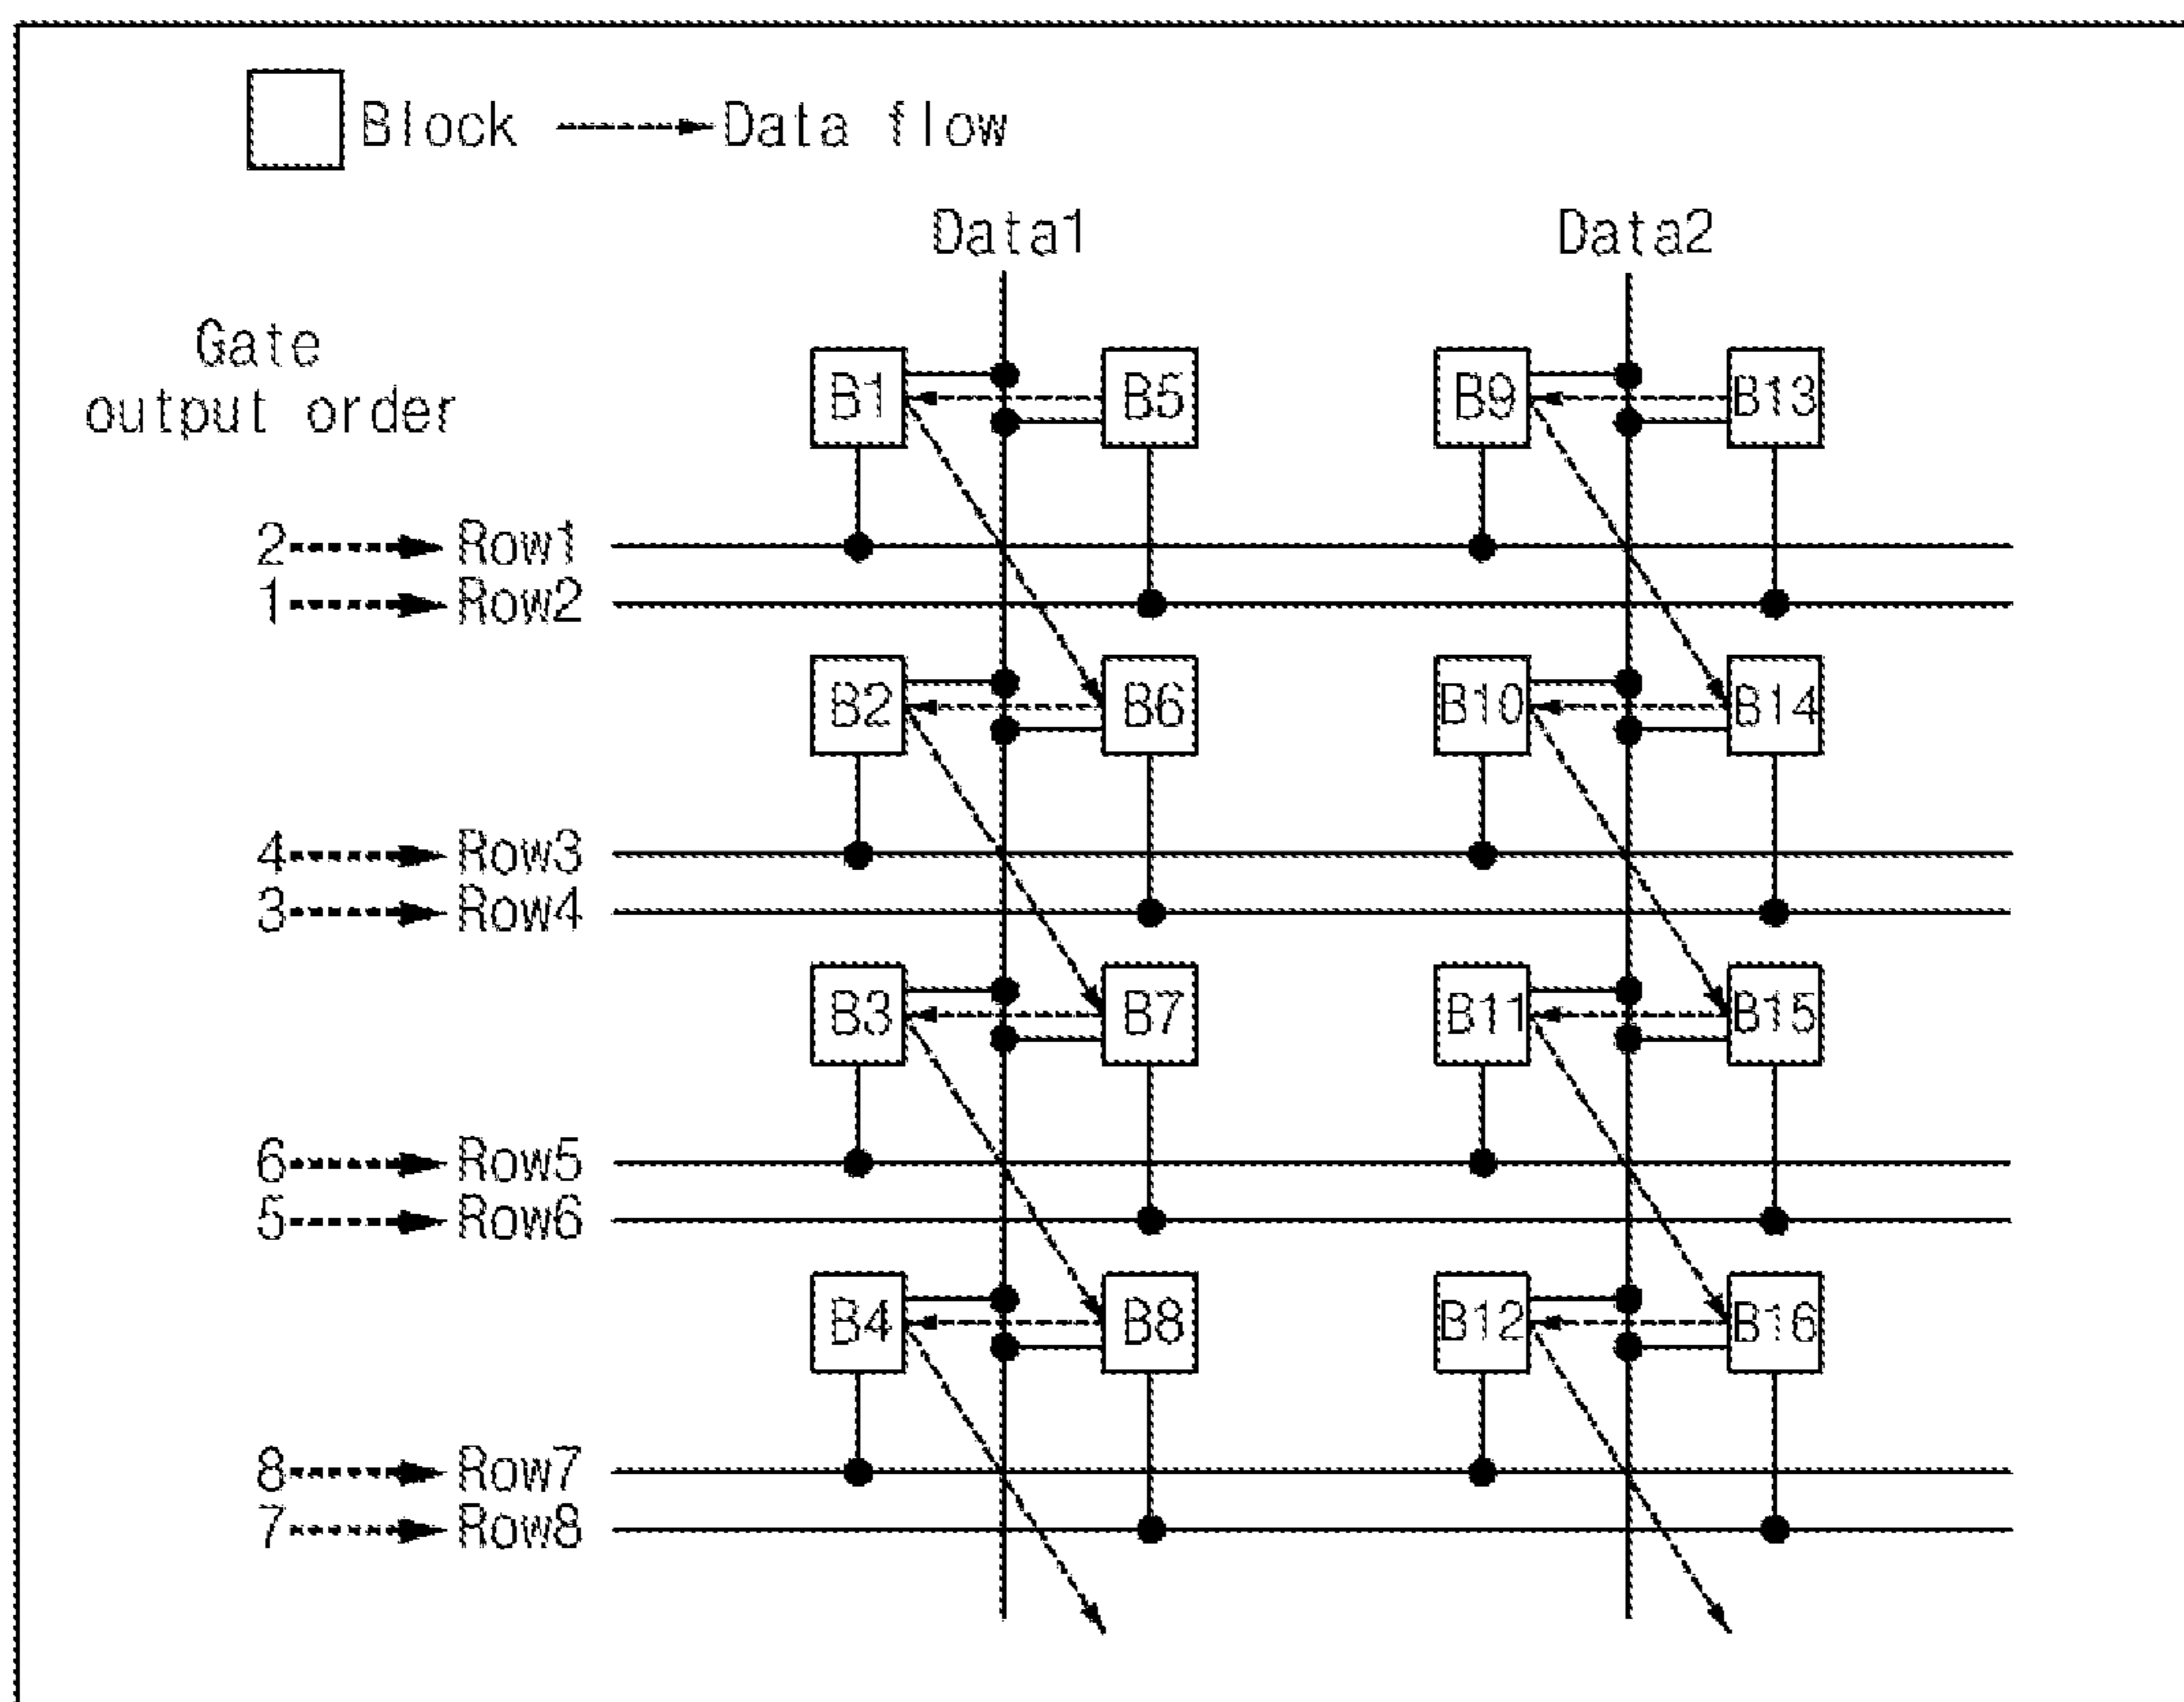 Block Data flow
Data1 Data2
Gate
output order
B1 B5 B9 B13
2 Row1
1 Row2
B2 B6 B10 B14
4 Row3
3 Row4
B3 B7 B11 B15
6 Row5
5 Row6
B4 B8 B12 B16
8 Row7
7 Row8